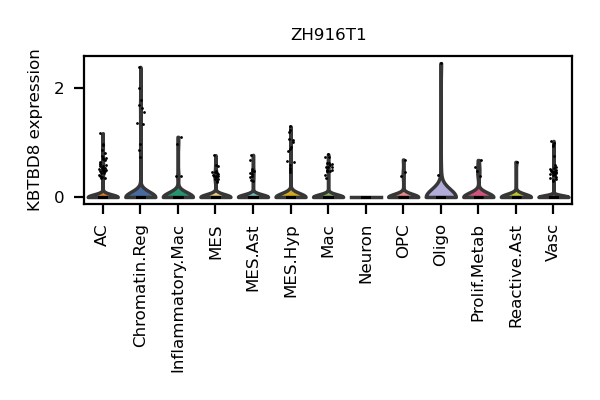 ZH916T1
KBTBD8 expression
2
0
AC
Chromatin.Reg
Inflammatory.Mac
MES
MES.Ast
MES.Hyp
Mac
Neuron
OPC
Oligo
Prolif.Metab
Reactive.Ast
Vasc